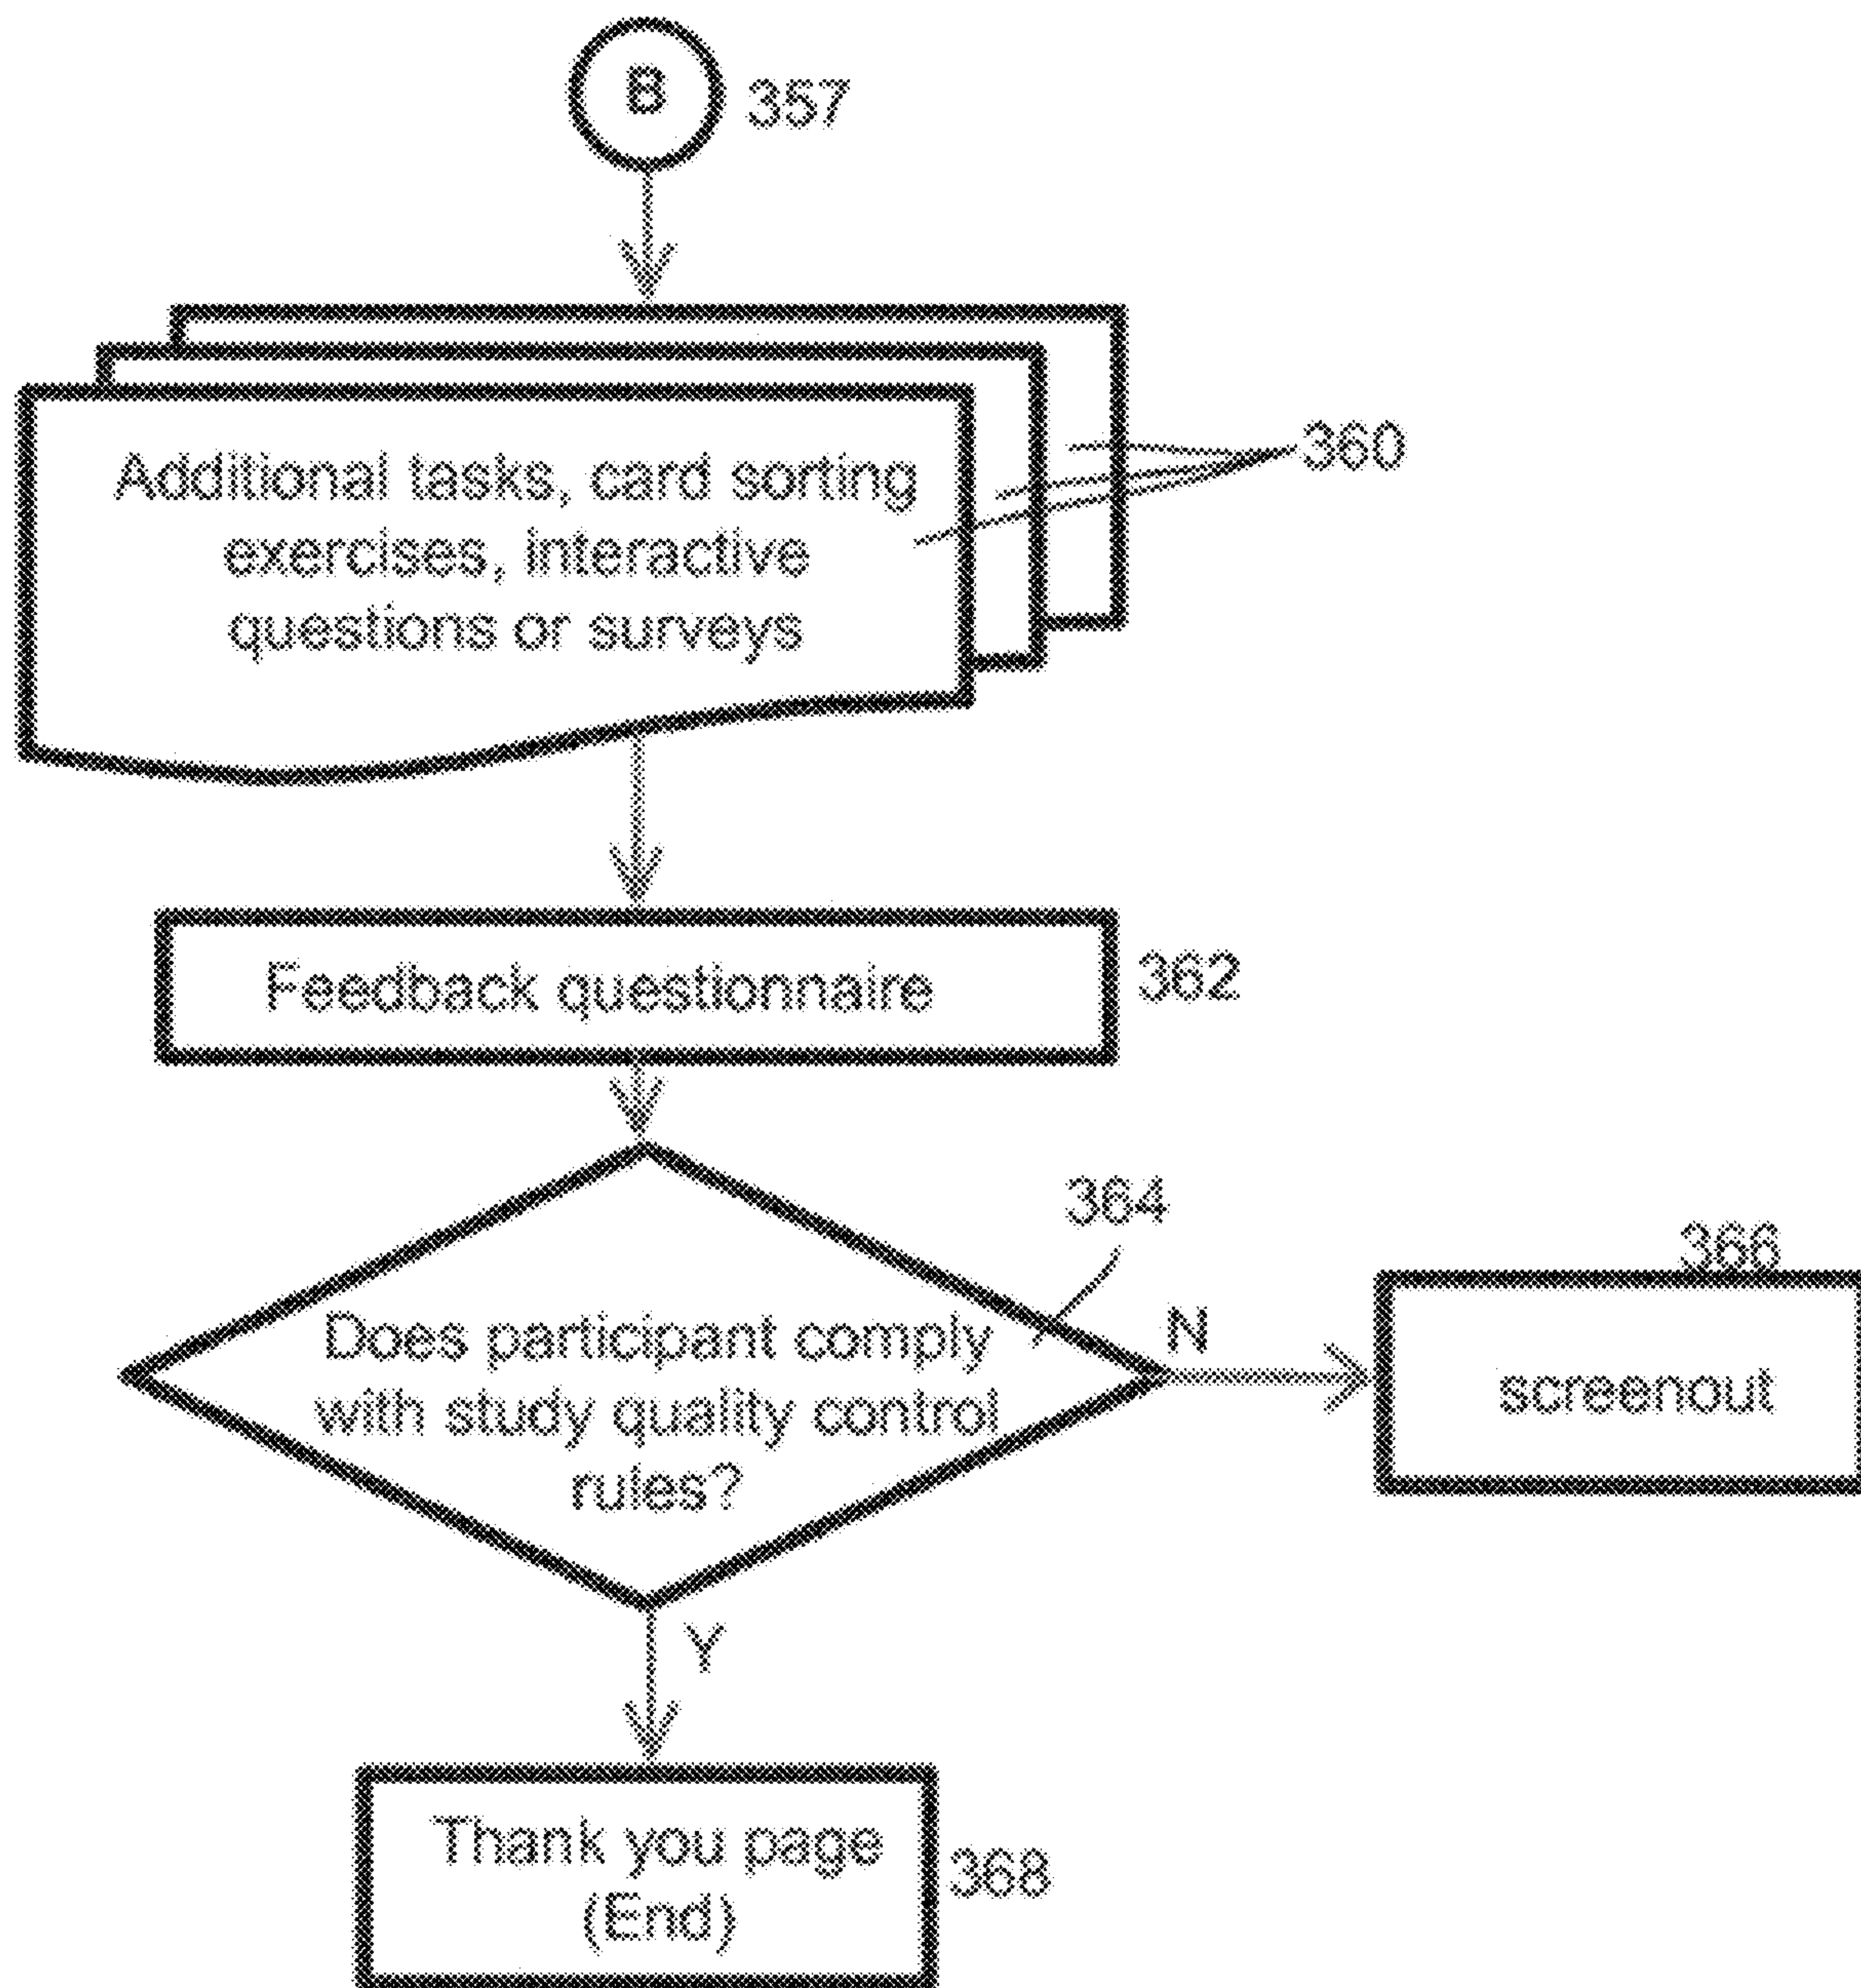 B
357
360
Additional tasks, card sorting
exercises, interactive
questions or surveys
Feedback questionnaire
362
364
366
Does participant comply
with study quality control
rules?
N
screenout
Y
Thank you page
(End)
368